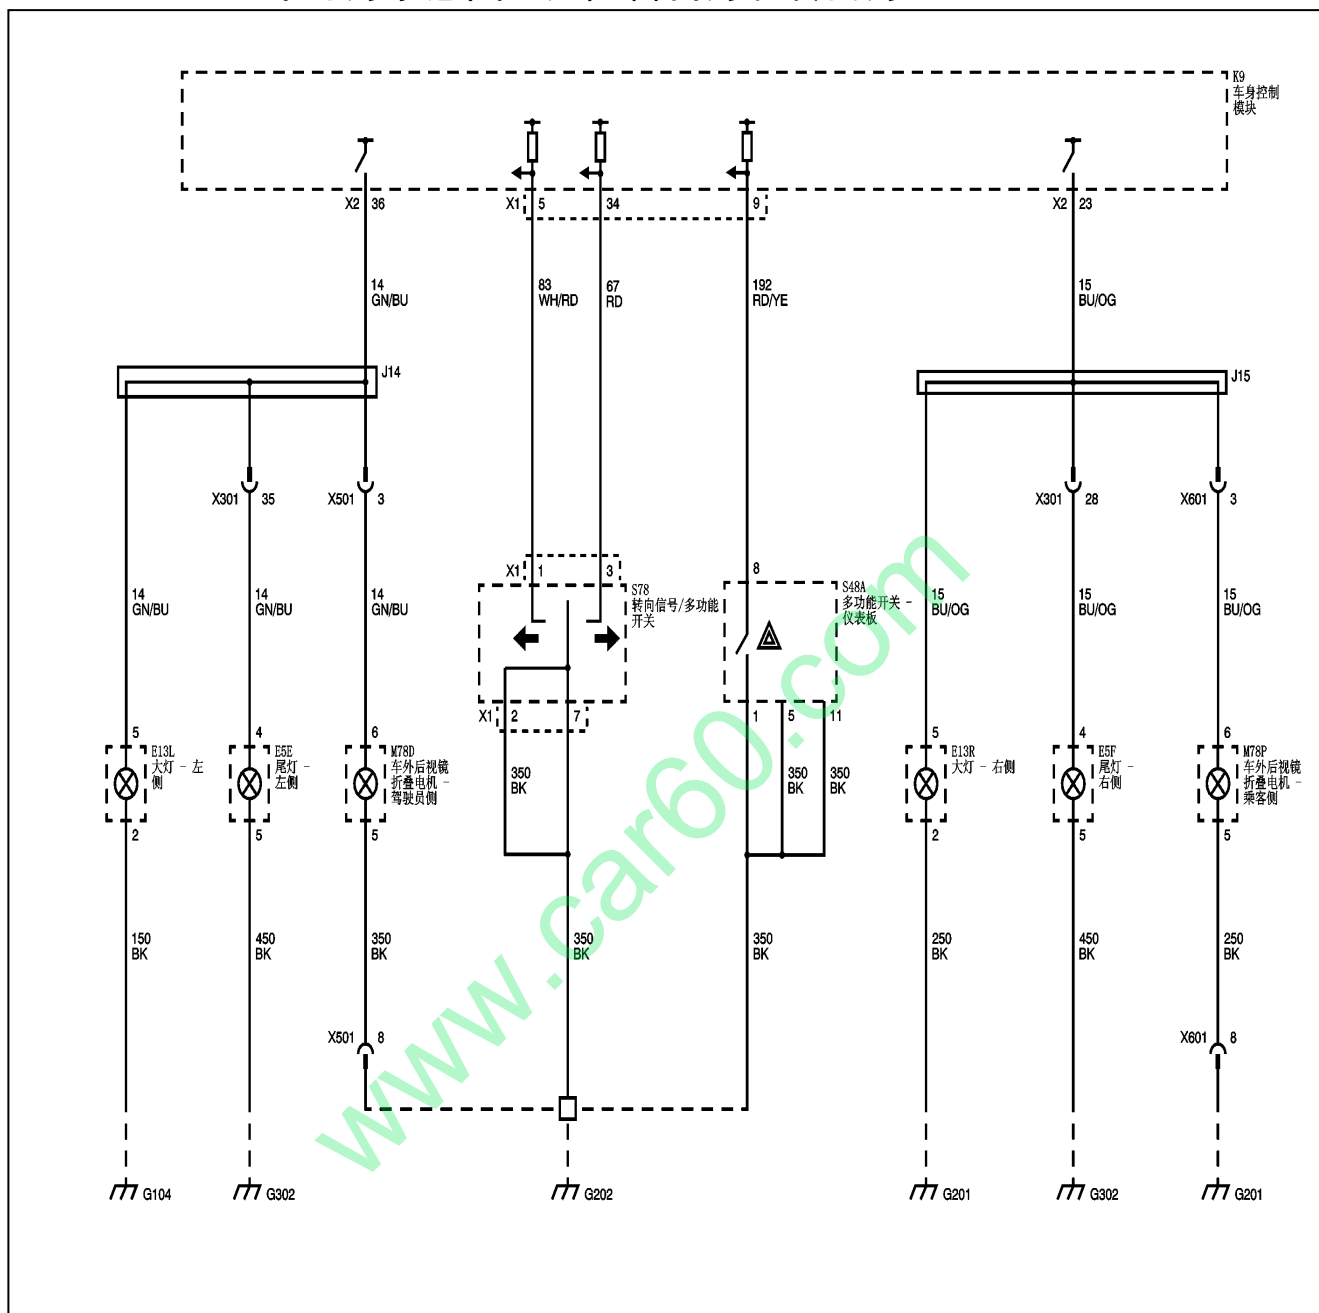 K9
车身控制
模块
X2 36
X1 5
34
9
X2 23
14
GN/BU
83
WH/RD
67
RD
192
RD/YE
15
BU/OG
J14
J15
X301 35
X501 3
X301 28
X601 3
X1 1
3
8
S78
转向信号/多功能
开关
S48A
多功能开关 -
仪表板
14
GN/BU
14
GN/BU
14
GN/BU
15
BU/OG
15
BU/OG
15
BU/OG
X1 2
7
1
5
11
5
4
6
5
4
6
E13L
大灯 - 左
侧
E5E
尾灯 -
左侧
M78D
车外后视镜
折叠电机 -
驾驶员侧
350
BK
350
BK
350
BK
E13R
大灯 - 右侧
E5F
尾灯 -
右侧
M78P
车外后视镜
折叠电机 -
乘客侧
2
5
5
2
5
5
150
BK
450
BK
350
BK
350
BK
350
BK
250
BK
450
BK
250
BK
X501 8
X601 8
G104
G302
G202
G201
G302
G201
www.car60.com